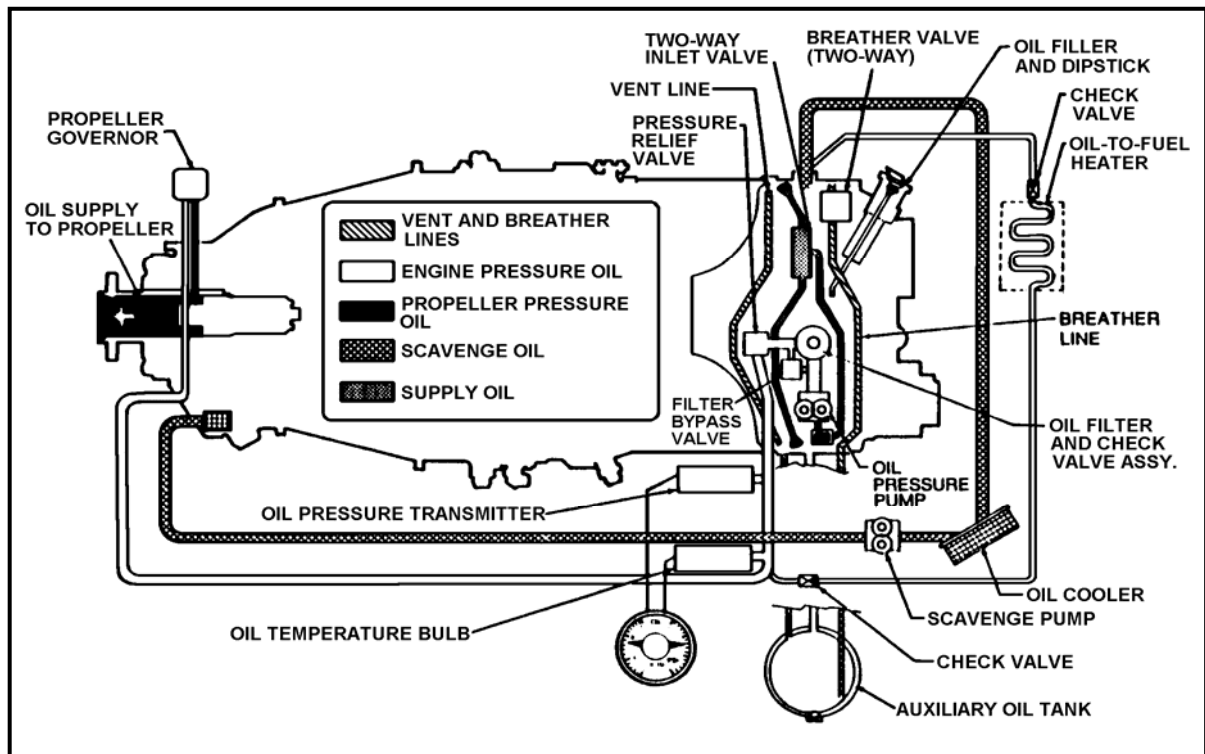 TWO-WAY
INLET VALVE
BREATHER VALVE
(TWO-WAY)
OIL FILLER
AND DIPSTICK
VENT LINE
CHECK
VALVE
PROPELLER
GOVERNOR
PRESSURE
RELIEF
VALVE
OIL-TO-FUEL
HEATER
OIL SUPPLY
TO PROPELLER
VENT AND BREATHER
LINES
ENGINE PRESSURE OIL
PROPELLER PRESSURE
OIL
SCAVENGE OIL
SUPPLY OIL
BREATHER
LINE
FILTER
BYPASS
VALVE
OIL FILTER
AND CHECK
VALVE ASSY.
OIL
PRESSURE
PUMP
OIL PRESSURE TRANSMITTER
OIL COOLER
SCAVENGE PUMP
OIL TEMPERATURE BULB
CHECK VALVE
AUXILIARY OIL TANK